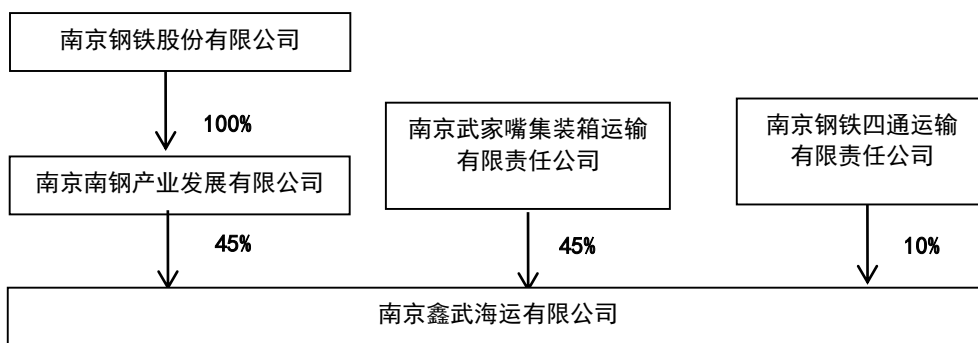 南京钢铁股份有限公司
100%
南京武家嘴集装箱运输
有限责任公司
南京钢铁四通运输
有限责任公司
南京南钢产业发展有限公司
45%
45%
10%
南京鑫武海运有限公司